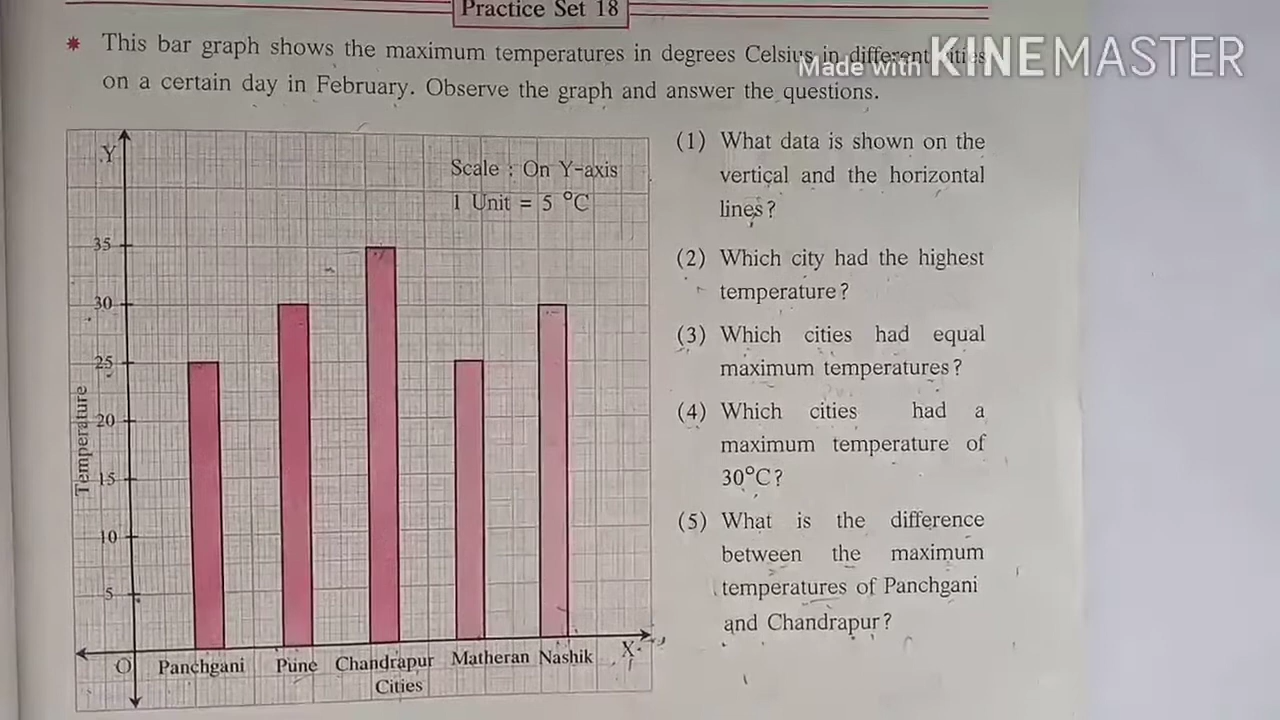 Practice Set 18
* This bar graph shows the maximum temperatures in degrees Celsius in different cities
Made with KINEMASTER
on a certain day in February. Observe the graph and answer the questions.
Y
Scale : On Y-axis
1 Unit = 5 °C
35
30
25
20
15
10
5
Temperature
O
Panchgani Pune Chandrapur Matheran Nashik X
Cities
(1) What data is shown on the
vertical and the horizontal
lines?
(2) Which city had the highest
temperature?
(3) Which cities had equal
maximum temperatures?
(4) Which cities had a
maximum temperature of
30°C?
(5) What is the difference
between the maximum
temperatures of Panchgani
and Chandrapur?